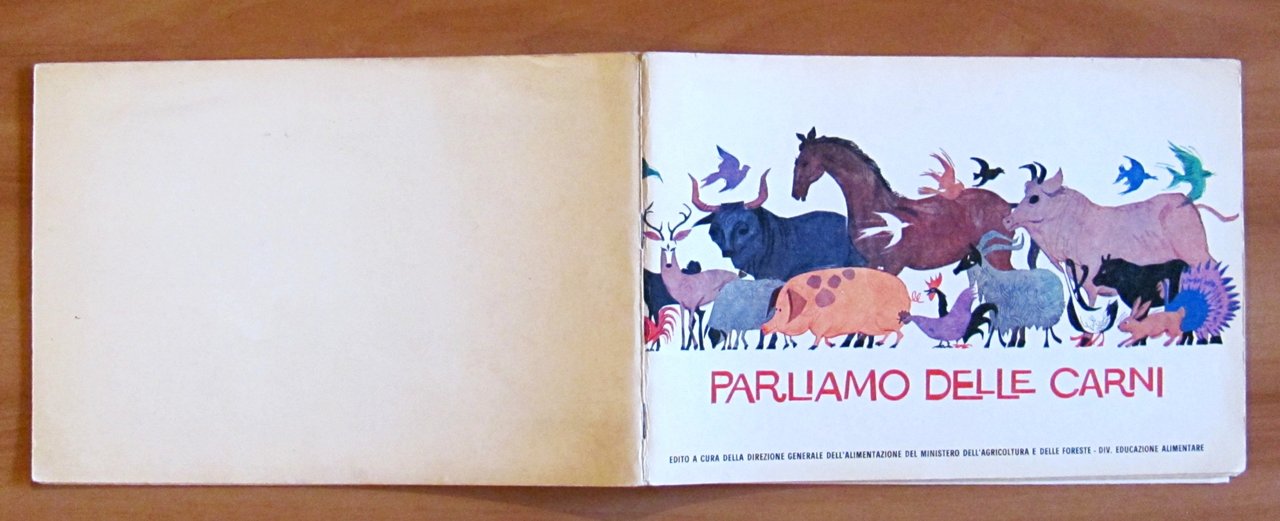 PARLIAMO DELLE CARNI
EDITO A CURA DELLA DIREZIONE GENERALE DELL'ALIMENTAZIONE DEL MINISTERO DELL'AGRICOLTURA E DELLE FORESTE - DIV. EDUCAZIONE ALIMENTARE